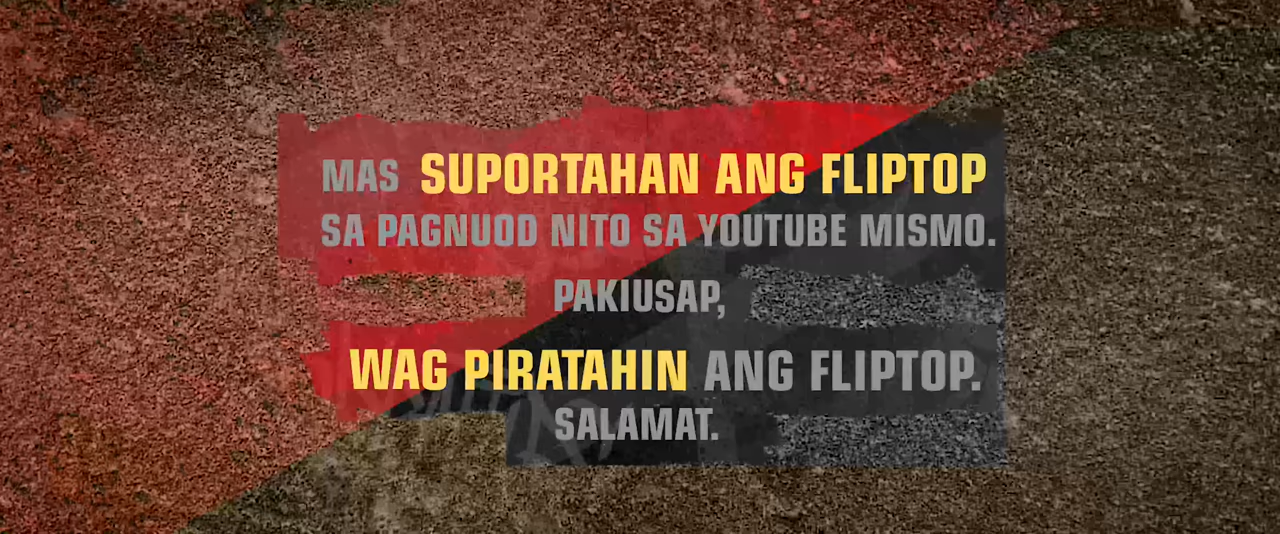 MAS SUPORTAHAN ANG FLIPTOP
SA PAGNUOD NITO SA YOUTUBE MISMO.
PAKIUSAP,
WAG PIRATAHIN ANG FLIPTOP.
SALAMAT.